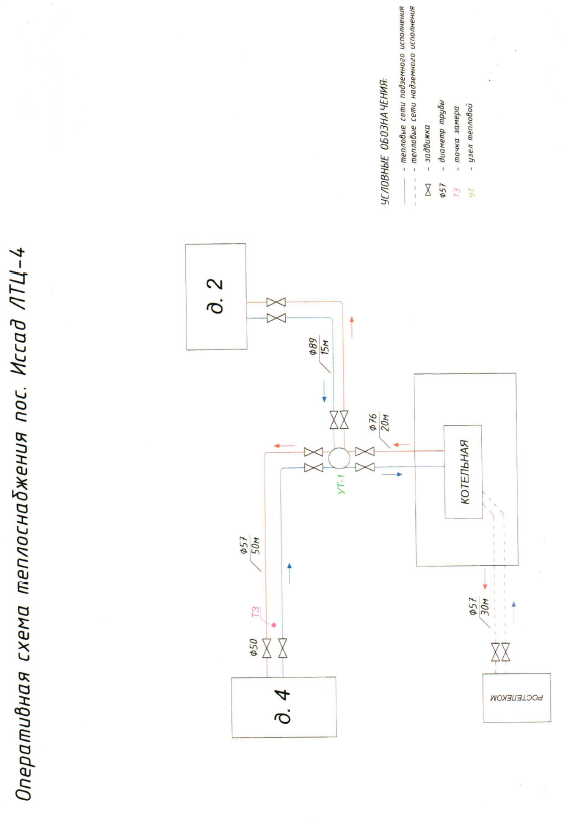 Оперативная схема теплоснабжения пос. Иссад ЛТЦ-4
УСЛОВНЫЕ ОБОЗНАЧЕНИЯ:
- тепловые сети подземного исполнения
- тепловые сети надземного исполнения
- задвижка
ф57 - диаметр трубы
ТЗ - точка замера
УТ - узел тепловой
д. 2
ф89
15м
ф76
20м
УТ-1
КОТЕЛЬНАЯ
ф57
50м
ТЗ
ф50
д. 4
ф57
30м
РОСТЕЛЕКОМ